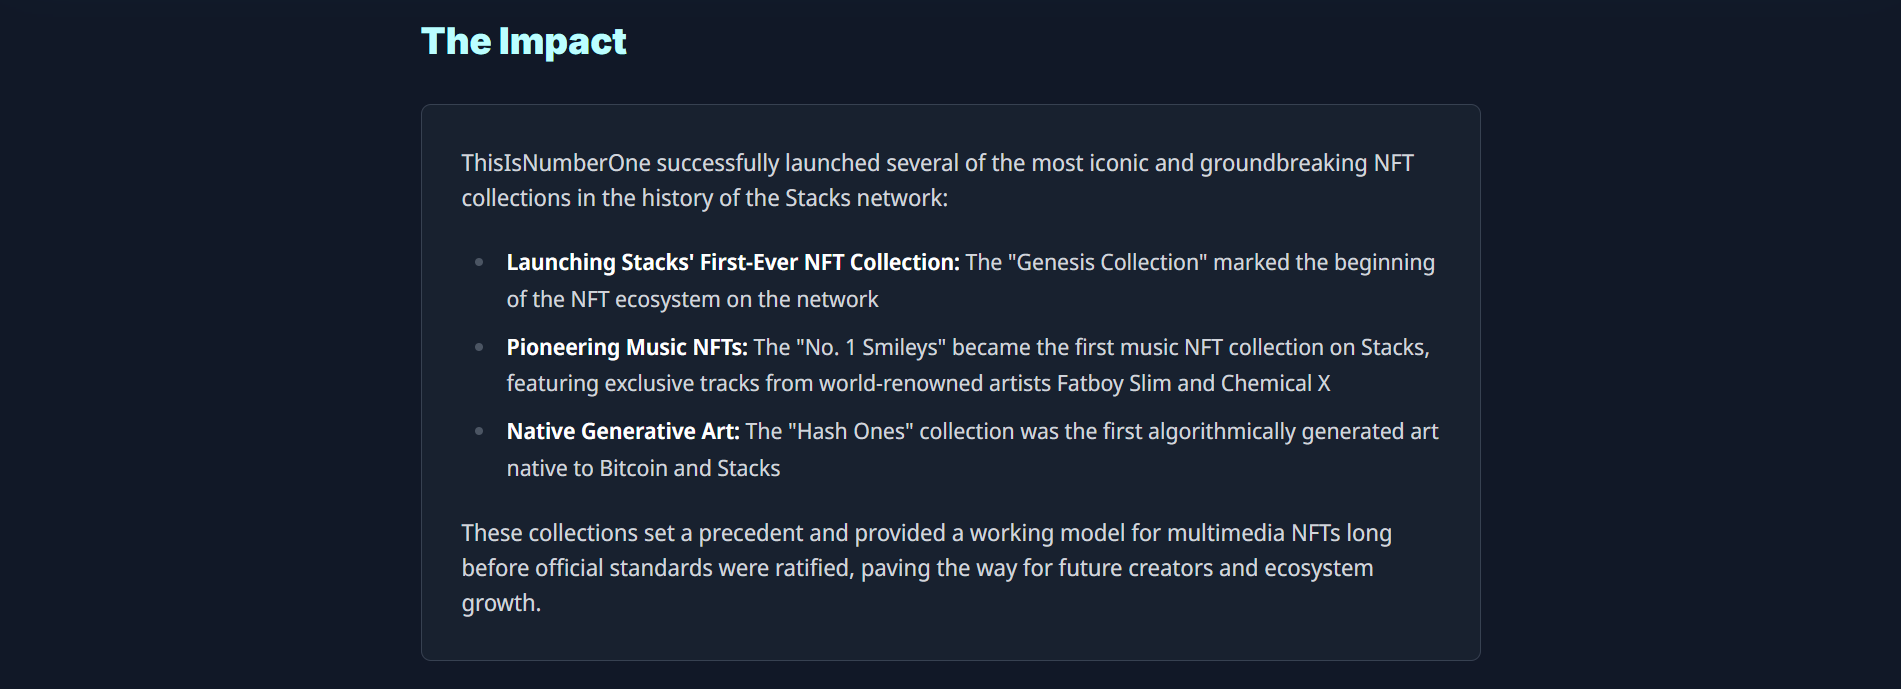 The Impact
ThisIsNumberOne successfully launched several of the most iconic and groundbreaking NFT
collections in the history of the Stacks network:
Launching Stacks' First-Ever NFT Collection: The "Genesis Collection" marked the beginning
of the NFT ecosystem on the network
Pioneering Music NFTs: The "No. 1 Smileys" became the first music NFT collection on Stacks,
featuring exclusive tracks from world-renowned artists Fatboy Slim and Chemical X
Native Generative Art: The "Hash Ones" collection was the first algorithmically generated art
native to Bitcoin and Stacks
These collections set a precedent and provided a working model for multimedia NFTs long
before official standards were ratified, paving the way for future creators and ecosystem
growth.